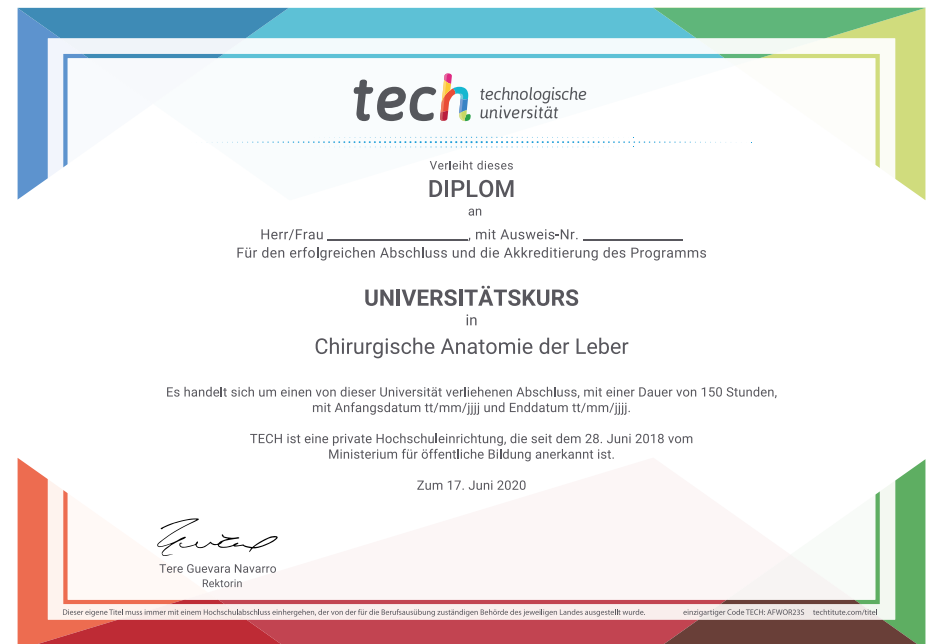 tech technologische
universität
Verleiht dieses
DIPLOM
an
Herr/Frau ____________, mit Ausweis-Nr. ____________
Für den erfolgreichen Abschluss und die Akkreditierung des Programms
UNIVERSITÄTSKURS
in
Chirurgische Anatomie der Leber
Es handelt sich um einen von dieser Universität verliehenen Abschluss, mit einer Dauer von 150 Stunden,
mit Anfangsdatum tt/mm/jjjj und Enddatum tt/mm/jjjj.
TECH ist eine private Hochschuleinrichtung, die seit dem 28. Juni 2018 vom
Ministerium für öffentliche Bildung anerkannt ist.
Zum 17. Juni 2020
Tere Guevara Navarro
Rektorin
Dieser eigene Titel muss immer mit einem Hochschulabschluss einhergehen, der von der für die Berufsausübung zuständigen Behörde des jeweiligen Landes ausgestellt wurde. einzigartiger Code TECH: AFWOR23S techtitute.com/titel